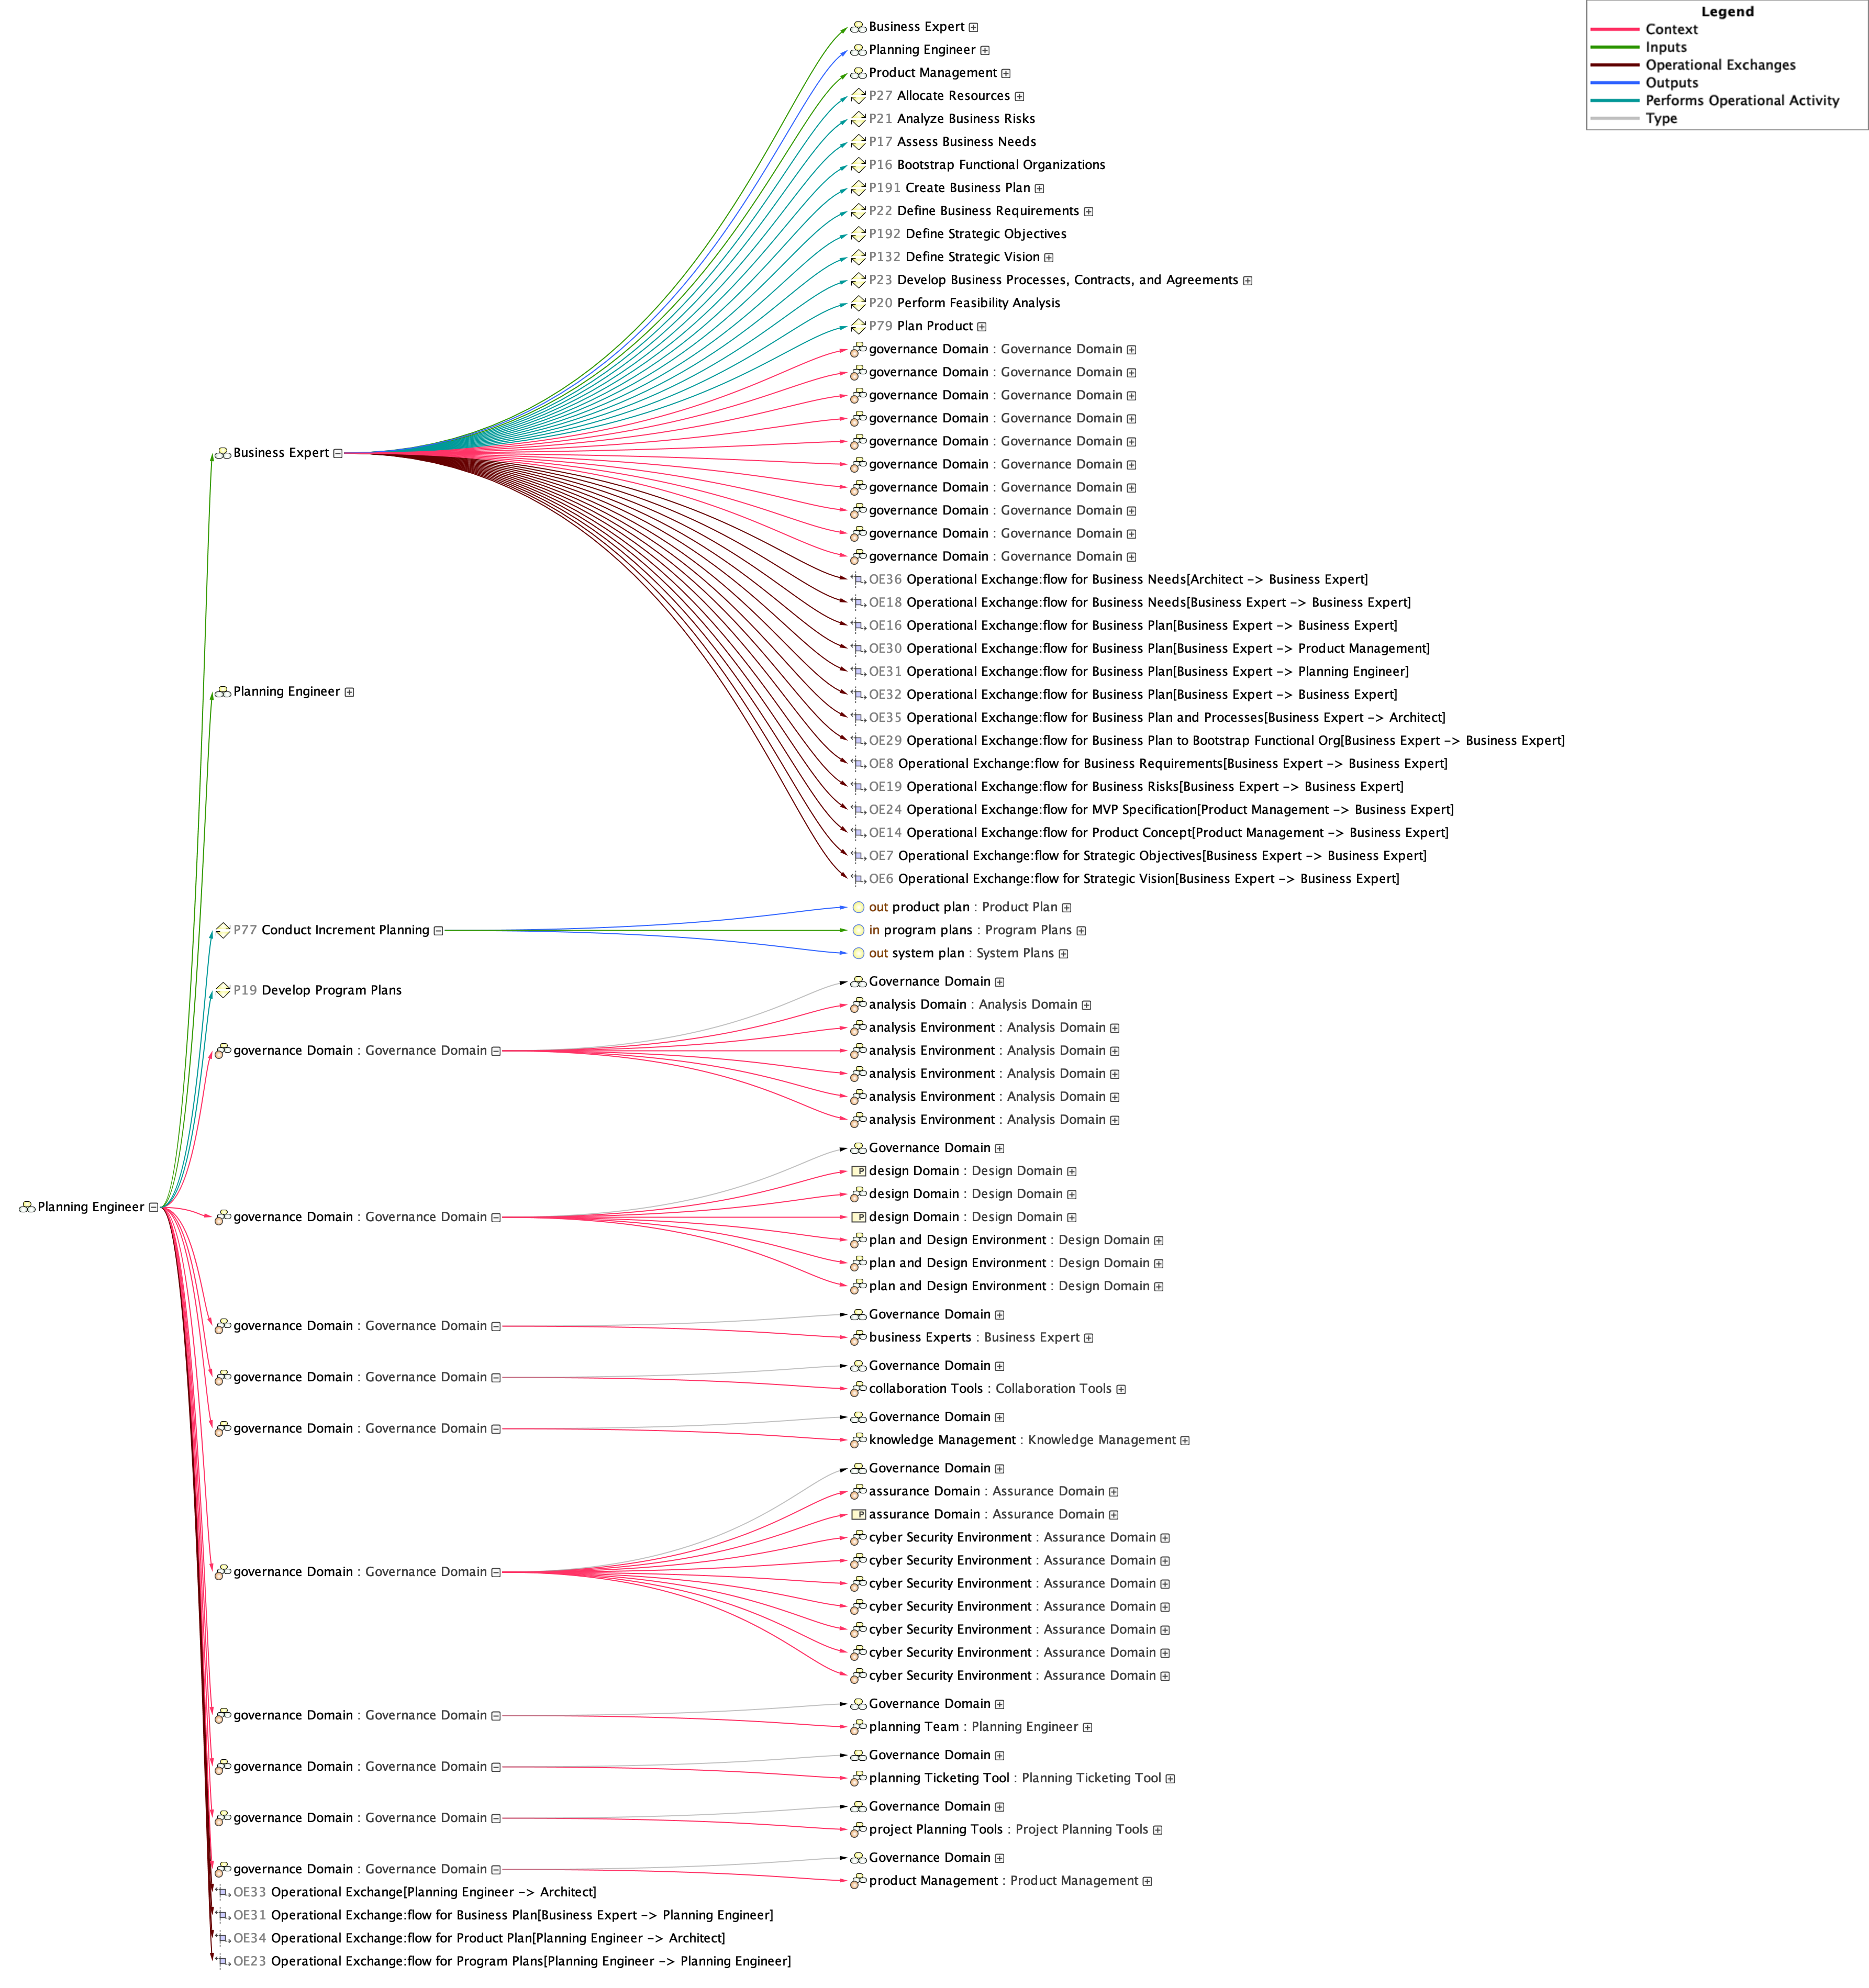 Legend
Context
Inputs
Operational Exchanges
Outputs
Performs Operational Activity
Type
Business Expert
Planning Engineer
Product Management
P27 Allocate Resources
P21 Analyze Business Risks
P17 Assess Business Needs
P16 Bootstrap Functional Organizations
P191 Create Business Plan
P22 Define Business Requirements
P192 Define Strategic Objectives
P132 Define Strategic Vision
P23 Develop Business Processes, Contracts, and Agreements
P20 Perform Feasibility Analysis
P79 Plan Product
governance Domain : Governance Domain
governance Domain : Governance Domain
governance Domain : Governance Domain
governance Domain : Governance Domain
governance Domain : Governance Domain
governance Domain : Governance Domain
governance Domain : Governance Domain
governance Domain : Governance Domain
governance Domain : Governance Domain
governance Domain : Governance Domain
OE36 Operational Exchange:flow for Business Needs[Architect -> Business Expert]
OE18 Operational Exchange:flow for Business Needs[Business Expert -> Business Expert]
OE16 Operational Exchange:flow for Business Plan[Business Expert -> Business Expert]
OE30 Operational Exchange:flow for Business Plan[Business Expert -> Product Management]
OE31 Operational Exchange:flow for Business Plan[Business Expert -> Planning Engineer]
OE32 Operational Exchange:flow for Business Plan[Business Expert -> Business Expert]
OE35 Operational Exchange:flow for Business Plan and Processes[Business Expert -> Architect]
OE29 Operational Exchange:flow for Business Plan to Bootstrap Functional Org[Business Expert -> Business Expert]
OE8 Operational Exchange:flow for Business Requirements[Business Expert -> Business Expert]
OE19 Operational Exchange:flow for Business Risks[Business Expert -> Business Expert]
OE24 Operational Exchange:flow for MVP Specification[Product Management -> Business Expert]
OE14 Operational Exchange:flow for Product Concept[Product Management -> Business Expert]
OE7 Operational Exchange:flow for Strategic Objectives[Business Expert -> Business Expert]
OE6 Operational Exchange:flow for Strategic Vision[Business Expert -> Business Expert]
Business Expert
Planning Engineer
out product plan : Product Plan
P77 Conduct Increment Planning
in program plans : Program Plans
out system plan : System Plans
P19 Develop Program Plans
Governance Domain
analysis Domain : Analysis Domain
analysis Environment : Analysis Domain
governance Domain : Governance Domain
analysis Environment : Analysis Domain
analysis Environment : Analysis Domain
analysis Environment : Analysis Domain
analysis Environment : Analysis Domain
Governance Domain
design Domain : Design Domain
design Domain : Design Domain
Planning Engineer
governance Domain : Governance Domain
design Domain : Design Domain
plan and Design Environment : Design Domain
plan and Design Environment : Design Domain
plan and Design Environment : Design Domain
Governance Domain
governance Domain : Governance Domain
business Experts : Business Expert
Governance Domain
governance Domain : Governance Domain
collaboration Tools : Collaboration Tools
Governance Domain
governance Domain : Governance Domain
knowledge Management : Knowledge Management
Governance Domain
assurance Domain : Assurance Domain
assurance Domain : Assurance Domain
cyber Security Environment : Assurance Domain
cyber Security Environment : Assurance Domain
governance Domain : Governance Domain
cyber Security Environment : Assurance Domain
cyber Security Environment : Assurance Domain
cyber Security Environment : Assurance Domain
cyber Security Environment : Assurance Domain
cyber Security Environment : Assurance Domain
Governance Domain
governance Domain : Governance Domain
planning Team : Planning Engineer
Governance Domain
governance Domain : Governance Domain
planning Ticketing Tool : Planning Ticketing Tool
Governance Domain
governance Domain : Governance Domain
project Planning Tools : Project Planning Tools
Governance Domain
governance Domain : Governance Domain
product Management : Product Management
OE33 Operational Exchange[Planning Engineer -> Architect]
OE31 Operational Exchange:flow for Business Plan[Business Expert -> Planning Engineer]
OE34 Operational Exchange:flow for Product Plan[Planning Engineer -> Architect]
OE23 Operational Exchange:flow for Program Plans[Planning Engineer -> Planning Engineer]